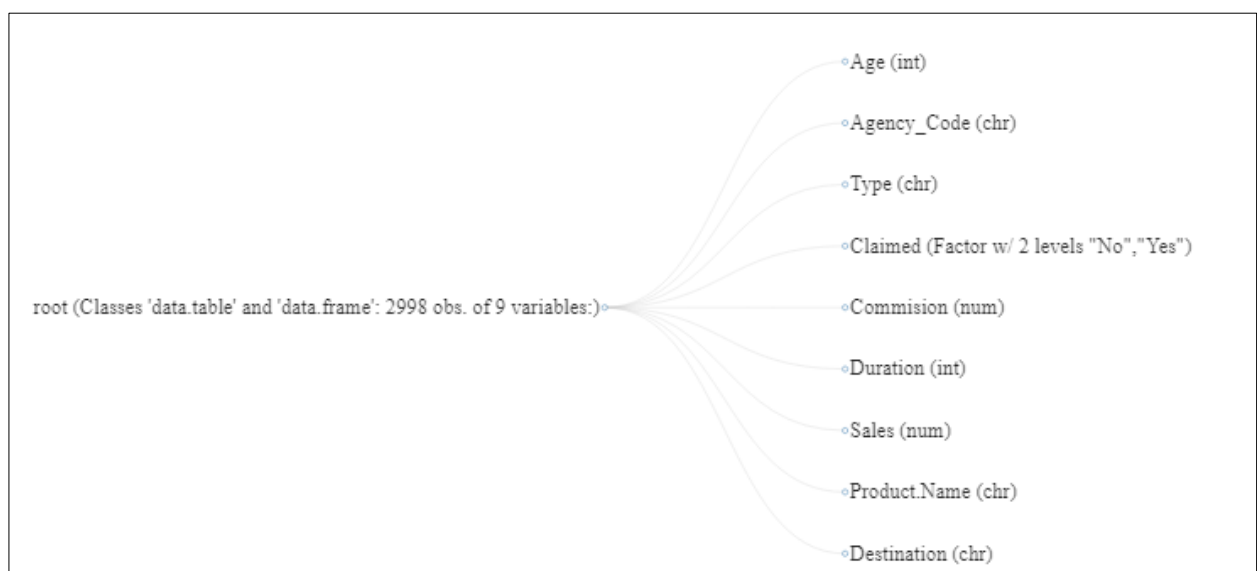 Age (int)
Agency_Code (chr)
Type (chr)
Claimed (Factor w/ 2 levels "No","Yes")
root (Classes 'data.table' and 'data.frame': 2998 obs. of 9 variables:)
Commision (num)
Duration (int)
Sales (num)
Product.Name (chr)
Destination (chr)